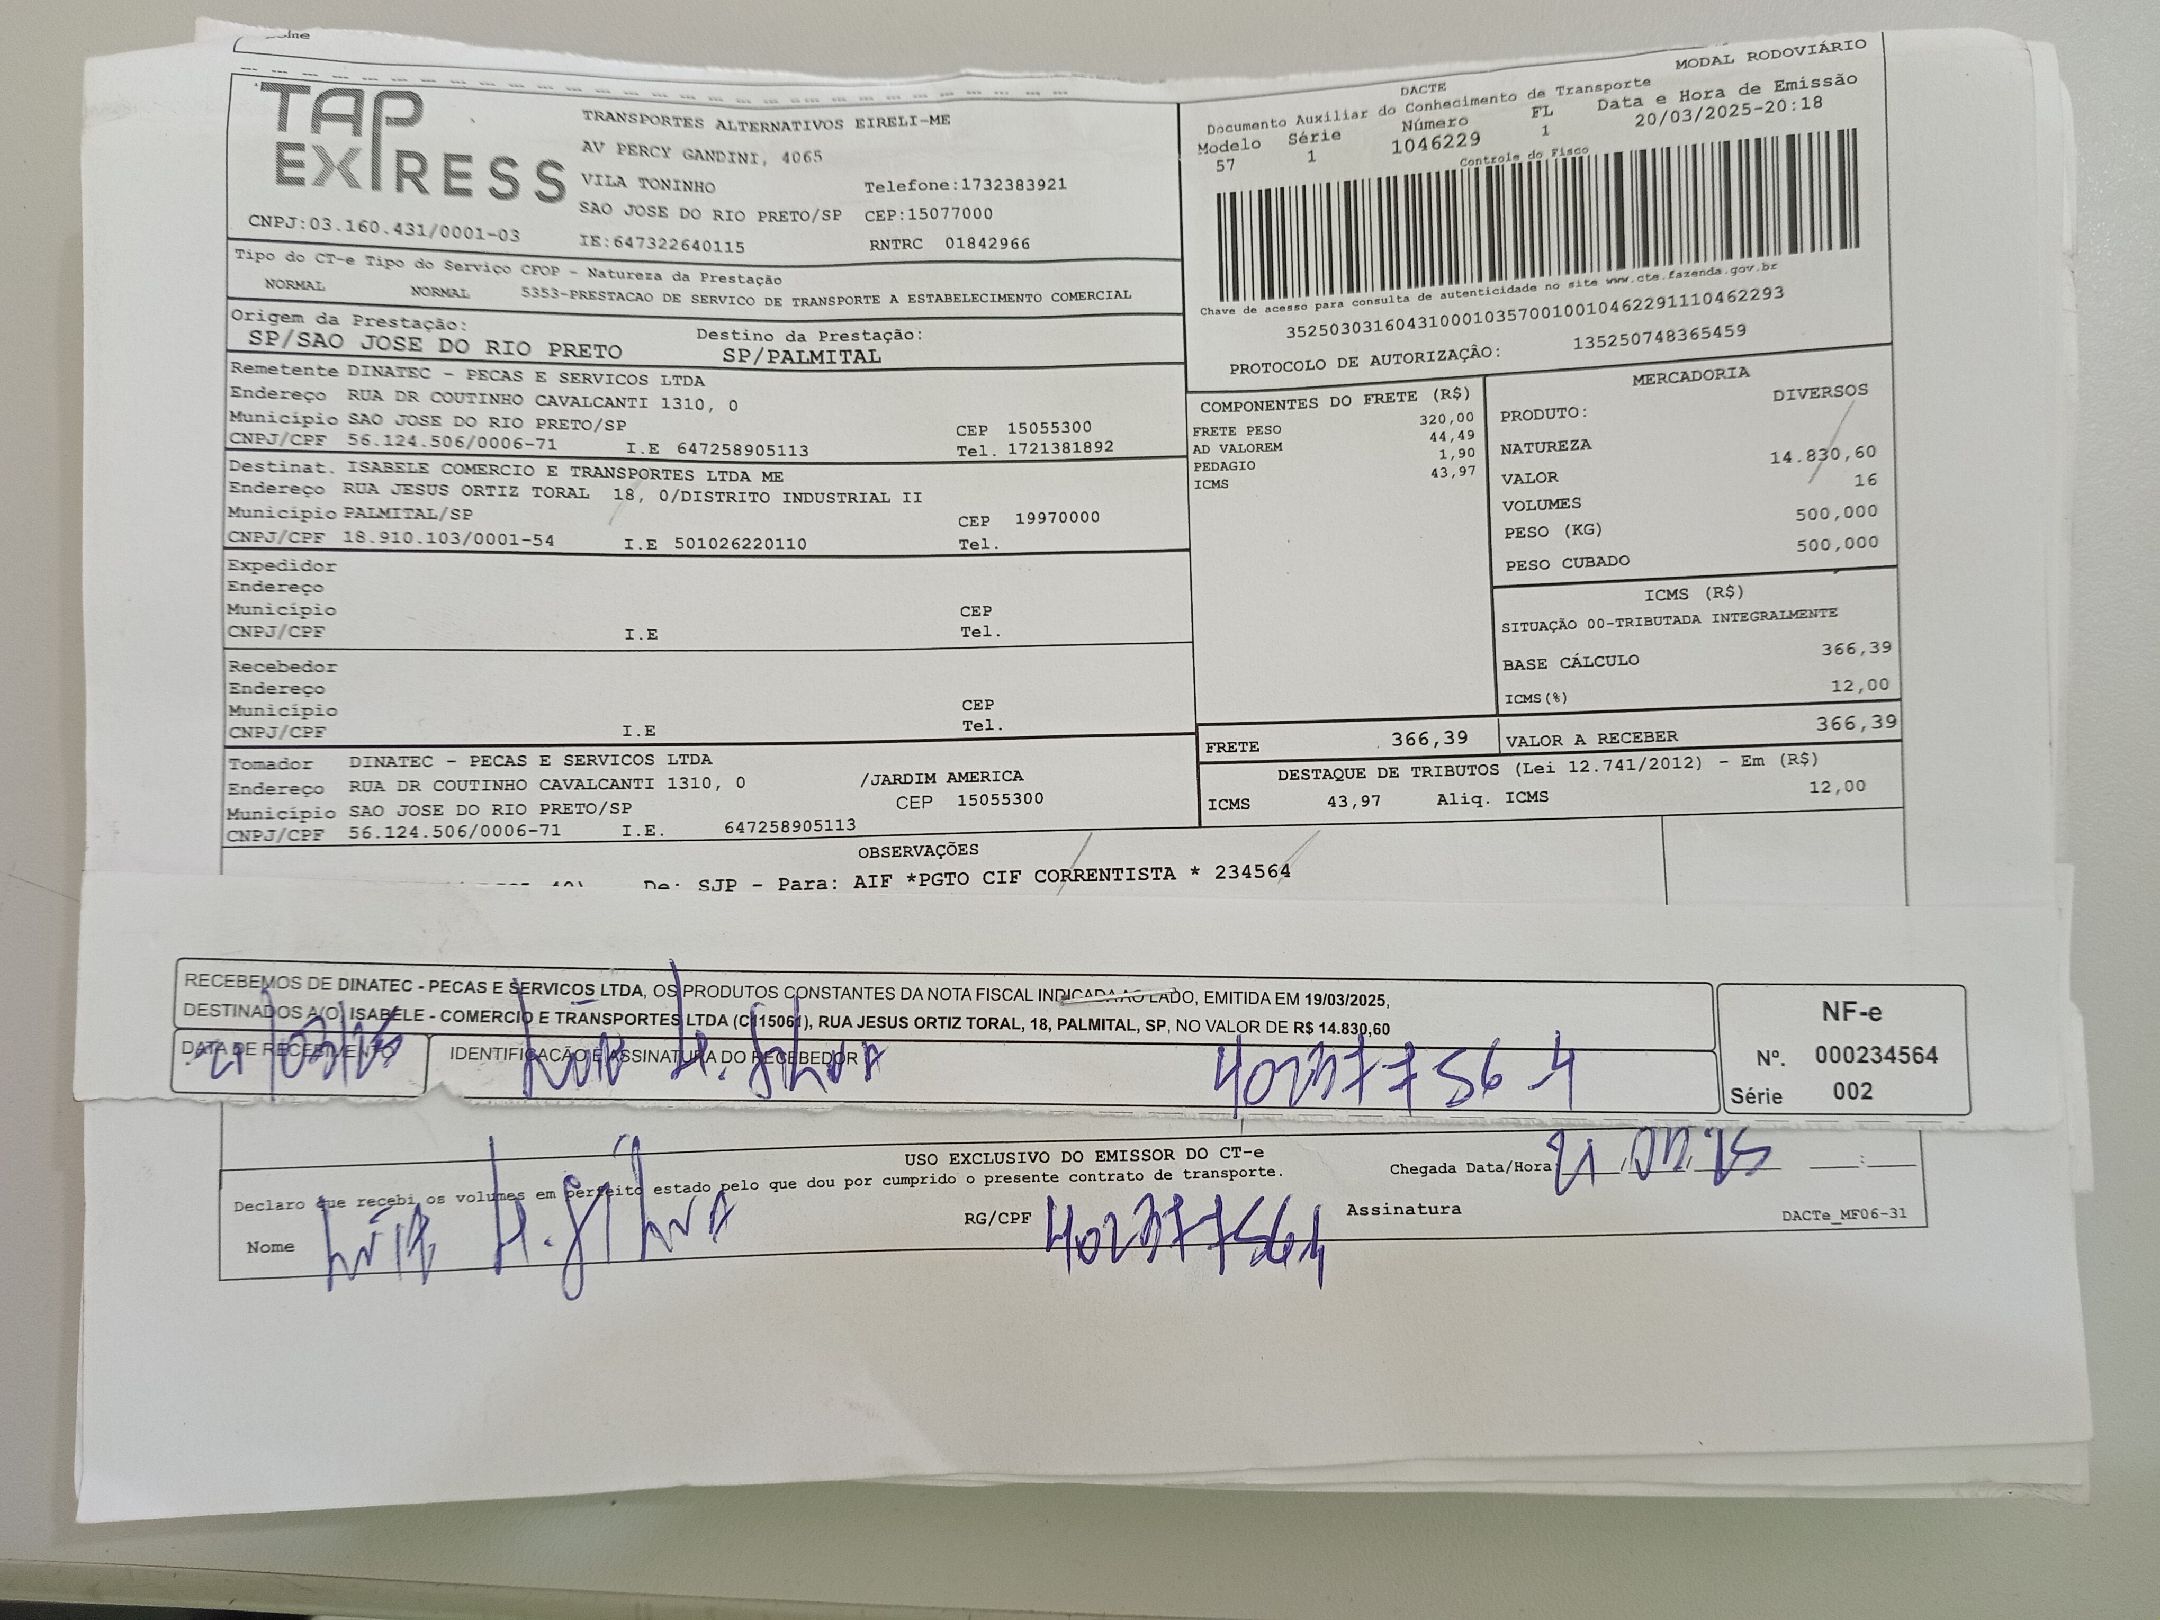 TAP EXPRESS
TRANSPORTES ALTERNATIVOS EIRELI-ME
AV PERCY GANDINI, 4065
VILA TONINHO Telefone:1732383921
SAO JOSE DO RIO PRETO/SP CEP:15077000
CNPJ:03.160.431/0001-03 IE:647322640115 RNTRC 01842966
MODAL RODOVIÁRIO
DACTE
Documento Auxiliar do Conhecimento de Transporte
Modelo Série Número FL Data e Hora de Emissão
57 1 1046229 1 20/03/2025-20:18
Controle do Fisco
Chave de acesso para consulta de autenticidade no site www.cte.fazenda.gov.br
35250303160431000103570010010462291110462293
PROTOCOLO DE AUTORIZAÇÃO: 135250748365459
Tipo do CT-e Tipo do Serviço CFOP - Natureza da Prestação
NORMAL NORMAL 5353-PRESTACAO DE SERVICO DE TRANSPORTE A ESTABELECIMENTO COMERCIAL
Origem da Prestação: Destino da Prestação:
SP/SAO JOSE DO RIO PRETO SP/PALMITAL
Remetente DINATEC - PECAS E SERVICOS LTDA
Endereço RUA DR COUTINHO CAVALCANTI 1310, 0
Município SAO JOSE DO RIO PRETO/SP CEP 15055300
CNPJ/CPF 56.124.506/0006-71 I.E 647258905113 Tel. 1721381892
Destinat. ISABELE COMERCIO E TRANSPORTES LTDA ME
Endereço RUA JESUS ORTIZ TORAL 18, 0/DISTRITO INDUSTRIAL II
Município PALMITAL/SP CEP 19970000
CNPJ/CPF 18.910.103/0001-54 I.E 501026220110 Tel.
Expedidor
Endereço
Município CEP
CNPJ/CPF I.E Tel.
Recebedor
Endereço
Município CEP
CNPJ/CPF I.E Tel.
Tomador DINATEC - PECAS E SERVICOS LTDA
Endereço RUA DR COUTINHO CAVALCANTI 1310, 0 /JARDIM AMERICA
Município SAO JOSE DO RIO PRETO/SP CEP 15055300
CNPJ/CPF 56.124.506/0006-71 I.E. 647258905113
COMPONENTES DO FRETE (R$)
FRETE PESO 320,00
AD VALOREM 44,49
PEDAGIO 1,90
ICMS 43,97
MERCADORIA
PRODUTO: DIVERSOS
NATUREZA
VALOR 14.830,60
VOLUMES 16
PESO (KG) 500,000
PESO CUBADO 500,000
ICMS (R$)
SITUAÇÃO 00-TRIBUTADA INTEGRALMENTE
BASE CÁLCULO 366,39
ICMS(%) 12,00
FRETE 366,39 VALOR A RECEBER 366,39
DESTAQUE DE TRIBUTOS (Lei 12.741/2012) - Em (R$)
ICMS 43,97 Aliq. ICMS 12,00
OBSERVAÇÕES
De: SJP - Para: AIF *PGTO CIF CORRENTISTA * 234564
RECEBEMOS DE DINATEC - PECAS E SERVICOS LTDA, OS PRODUTOS CONSTANTES DA NOTA FISCAL INDICADA AO LADO, EMITIDA EM 19/03/2025,
DESTINADOS A(O) ISABELE - COMERCIO E TRANSPORTES LTDA (C115061), RUA JESUS ORTIZ TORAL, 18, PALMITAL, SP, NO VALOR DE R$ 14.830,60
DATA DE RECEBIMENTO IDENTIFICAÇÃO E ASSINATURA DO RECEBEDOR
21/03/25 H. Silva
NF-e
Nº. 000234564
Série 002
USO EXCLUSIVO DO EMISSOR DO CT-e
Declaro que recebi os volumes em perfeito estado pelo que dou por cumprido o presente contrato de transporte.
Chegada Data/Hora __:__
Nome H. Silva RG/CPF Assinatura
DACTe_MF06-31